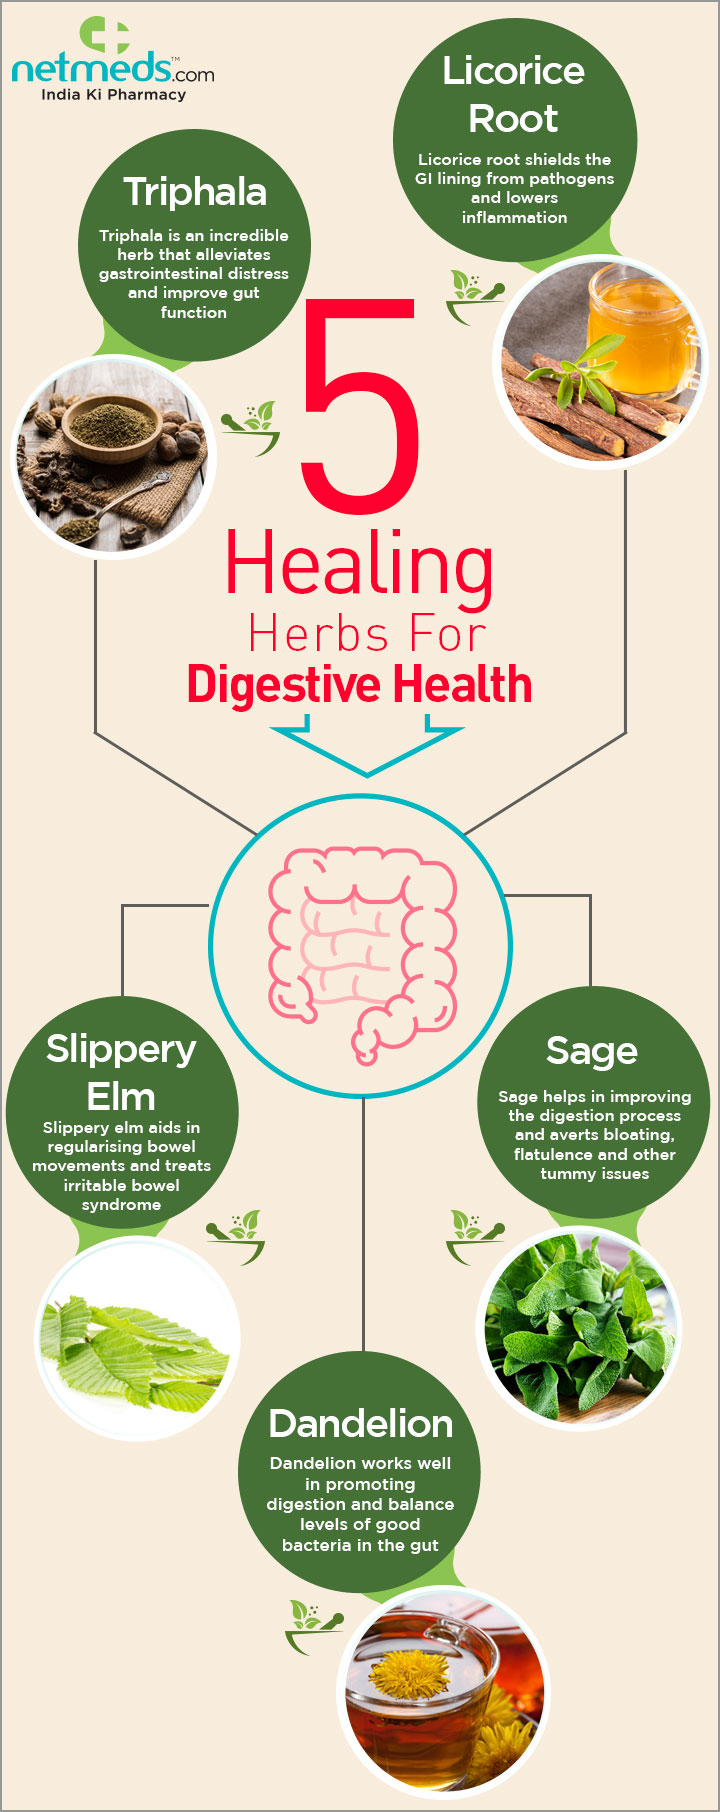 netmeds.com™
India Ki Pharmacy
Licorice
Root
Licorice root shields the
GI lining from pathogens
and lowers
inflammation
Triphala
Triphala is an incredible
herb that alleviates
gastrointestinal distress
and improve gut
function
5
Healing
Herbs For
Digestive Health
Slippery
Elm
Slippery elm aids in
regularising bowel
movements and treats
irritable bowel
syndrome
Sage
Sage helps in improving
the digestion process
and averts bloating,
flatulence and other
tummy issues
Dandelion
Dandelion works well
in promoting
digestion and balance
levels of good
bacteria in the gut